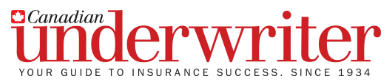 Canadian
underwriter
YOUR GUIDE TO INSURANCE SUCCESS. SINCE 1934